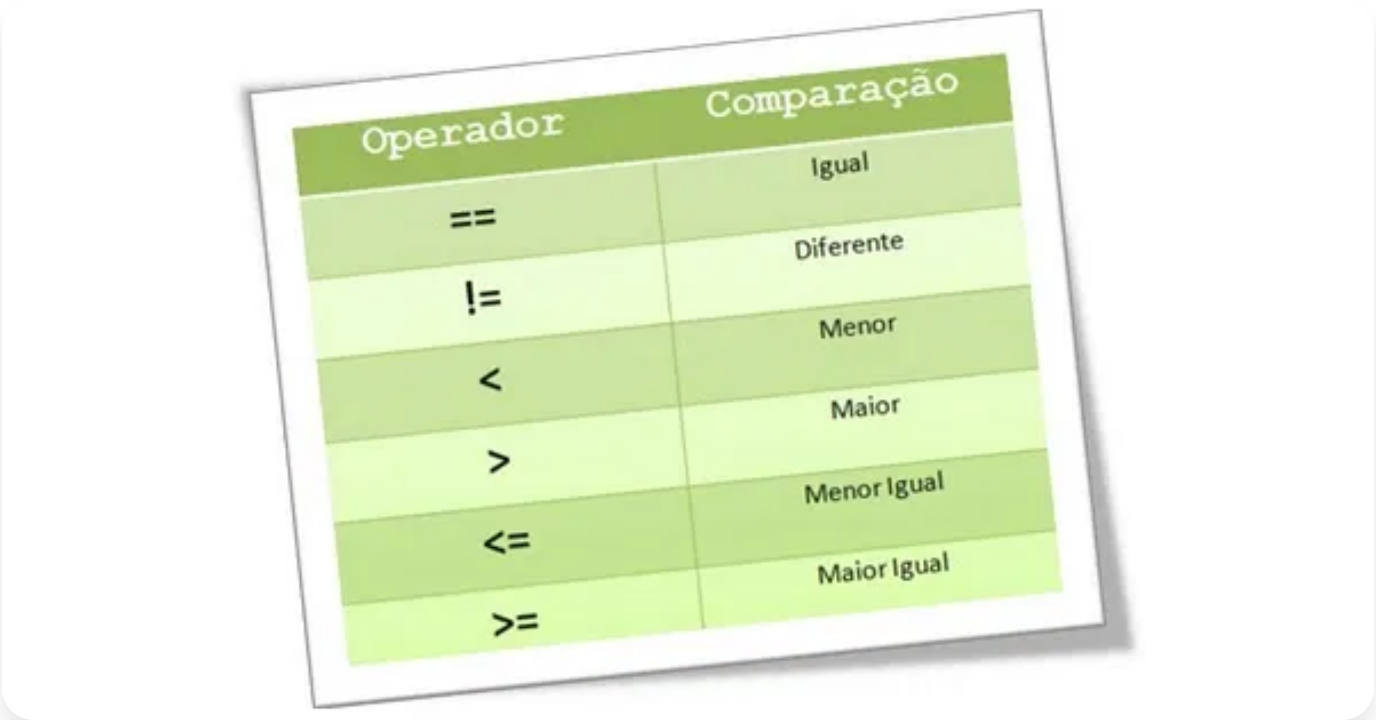 Operador Comparação
== Igual
!= Diferente
< Menor
> Maior
<= Menor Igual
>= Maior Igual